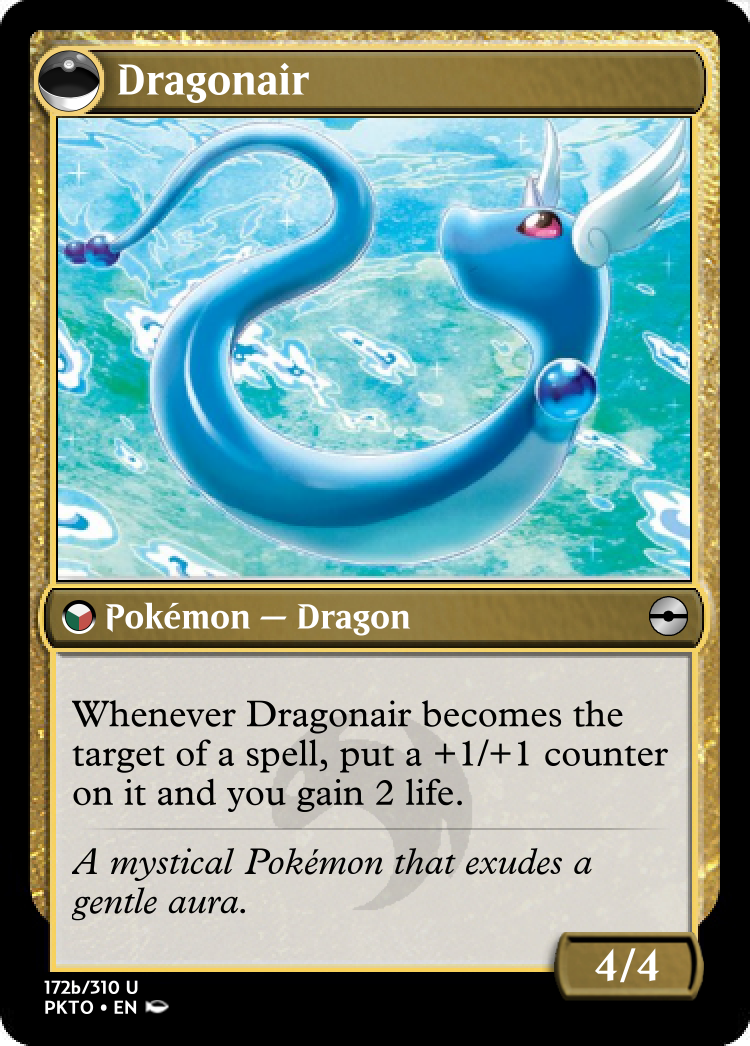 Dragonair
Pokémon — Dragon
Whenever Dragonair becomes the
target of a spell, put a +1/+1 counter
on it and you gain 2 life.
A mystical Pokémon that exudes a
gentle aura.
4/4
172b/310 U
PKTO • EN